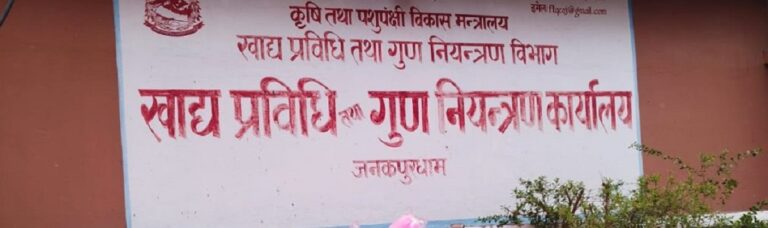 कृषि तथा पशुपंक्षी विकास मन्त्रालय
खाद्य प्रविधि तथा गुण नियन्त्रण विभाग
खाद्य प्रविधि तथा गुण नियन्त्रण कार्यालय
जनकपुरधाम